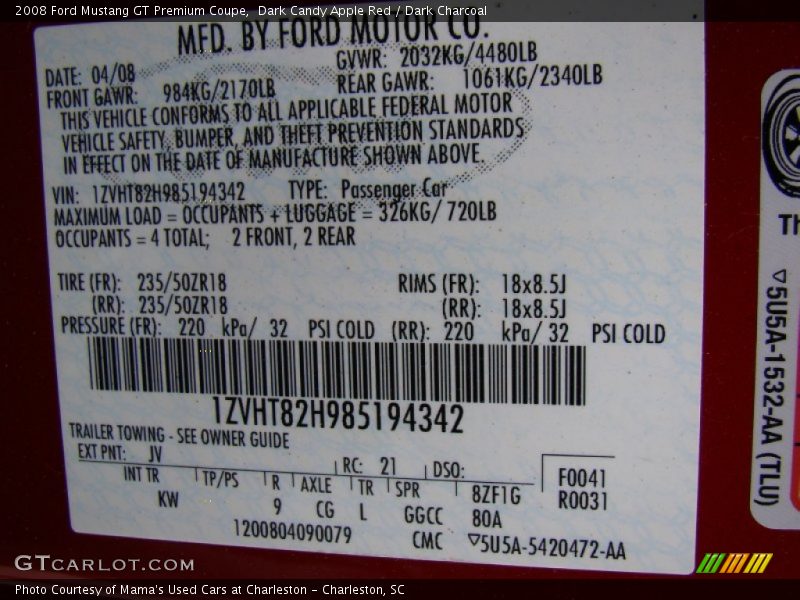 2008 Ford Mustang GT Premium Coupe, Dark Candy Apple Red / Dark Charcoal
MFD. BY FORD MOTOR CO.
DATE: 04/08 GVWR: 2032KG/4480LB
FRONT GAWR: 984KG/2170LB REAR GAWR: 1061KG/2340LB
THIS VEHICLE CONFORMS TO ALL APPLICABLE FEDERAL MOTOR
VEHICLE SAFETY, BUMPER, AND THEFT PREVENTION STANDARDS
IN EFFECT ON THE DATE OF MANUFACTURE SHOWN ABOVE.
VIN: 1ZVHT82H985194342 TYPE: Passenger Car
MAXIMUM LOAD = OCCUPANTS + LUGGAGE = 326KG/ 720LB
OCCUPANTS = 4 TOTAL; 2 FRONT, 2 REAR
TIRE (FR): 235/50ZR18 RIMS (FR): 18x8.5J
(RR): 235/50ZR18 (RR): 18x8.5J
PRESSURE (FR): 220 kPa/ 32 PSI COLD (RR): 220 kPa/ 32 PSI COLD
1ZVHT82H985194342
TRAILER TOWING - SEE OWNER GUIDE
EXT PNT: JV RC: 21 DSO: F0041
INT TR TP/PS R AXLE TR SPR 8ZF1G R0031
KW 9 CG L GGCC 80A
1200804090079 CMC ▽5U5A-5420472-AA
Th
▽5U5A-1532-AA (TLU)
GTCARLOT.COM
Photo Courtesy of Mama's Used Cars at Charleston - Charleston, SC